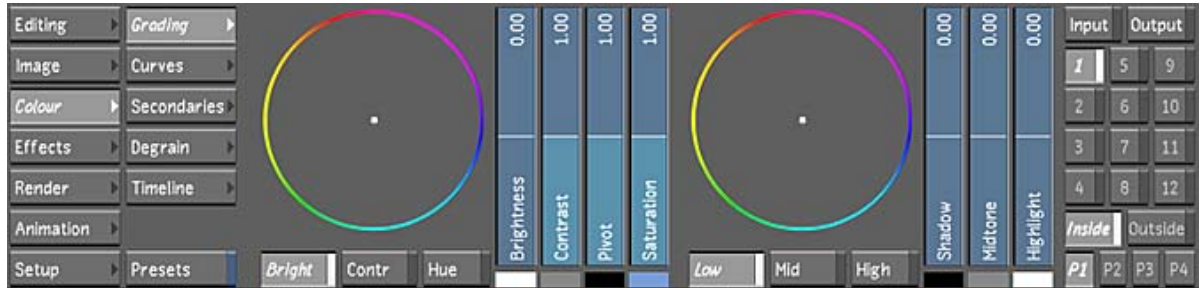 Editing
Grading
Image
Curves
Colour
Secondaries
Effects
Degrain
Render
Timeline
Animation
Setup
Presets
Bright
Contr
Hue
Brightness
0.00
Contrast
1.00
Pivot
1.00
Saturation
1.00
Low
Mid
High
Shadow
0.00
Midtone
0.00
Highlight
0.00
Input Output
1 5 9
2 6 10
3 7 11
4 8 12
Inside Outside
P1 P2 P3 P4